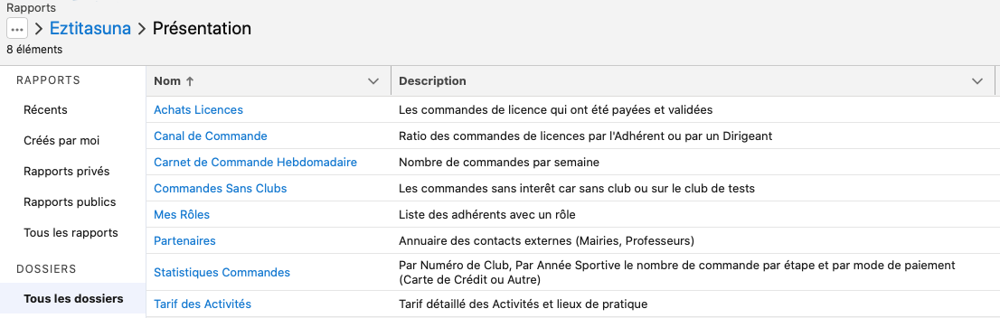 Rapports
... > Eztitasuna > Présentation
8 éléments
RAPPORTS
Récents
Créés par moi
Rapports privés
Rapports publics
Tous les rapports
DOSSIERS
Tous les dossiers
Nom ↑ Description
Achats Licences Les commandes de licence qui ont été payées et validées
Canal de Commande Ratio des commandes de licences par l'Adhérent ou par un Dirigeant
Carnet de Commande Hebdomadaire Nombre de commandes par semaine
Commandes Sans Clubs Les commandes sans interêt car sans club ou sur le club de tests
Mes Rôles Liste des adhérents avec un rôle
Partenaires Annuaire des contacts externes (Mairies, Professeurs)
Statistiques Commandes Par Numéro de Club, Par Année Sportive le nombre de commande par étape et par mode de paiement
(Carte de Crédit ou Autre)
Tarif des Activités Tarif détaillé des Activités et lieux de pratique